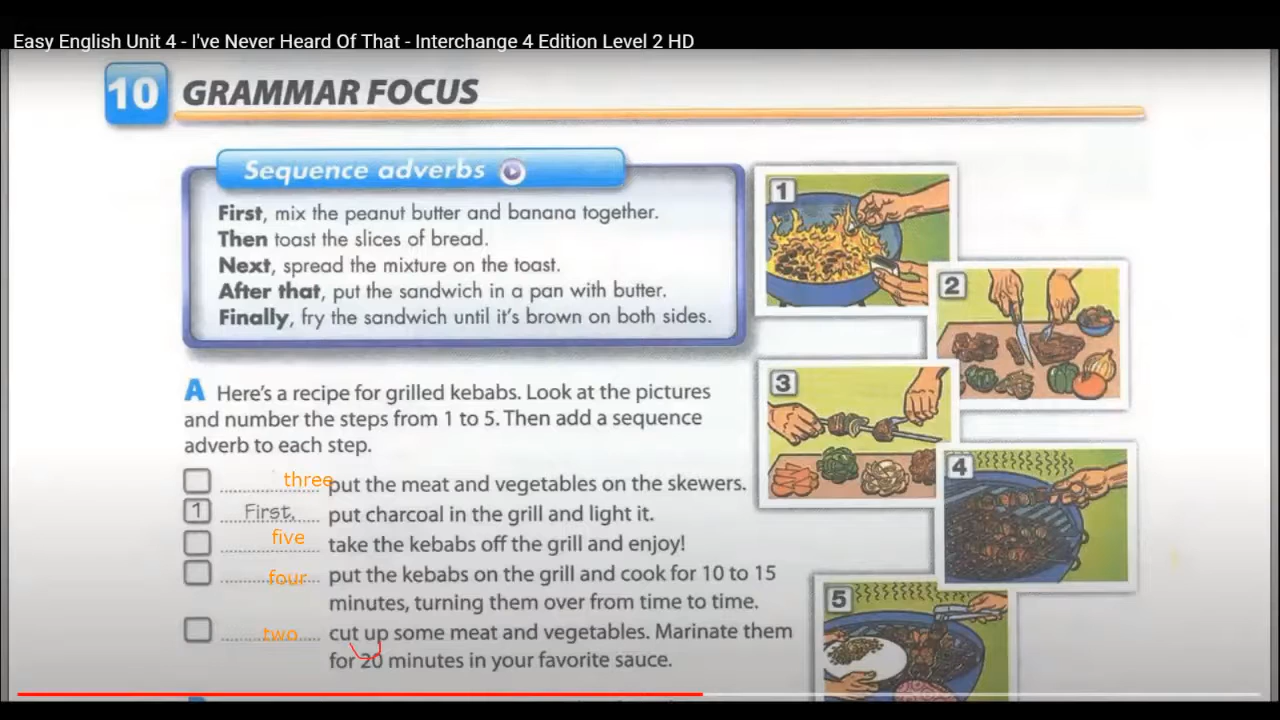 Easy English Unit 4 - I've Never Heard Of That - Interchange 4 Edition Level 2 HD
10 GRAMMAR FOCUS
Sequence adverbs
First, mix the peanut butter and banana together.
Then toast the slices of bread.
Next, spread the mixture on the toast.
After that, put the sandwich in a pan with butter.
Finally, fry the sandwich until it's brown on both sides.
1
2
3
4
5
A Here's a recipe for grilled kebabs. Look at the pictures
and number the steps from 1 to 5. Then add a sequence
adverb to each step.
three put the meat and vegetables on the skewers.
1 First, put charcoal in the grill and light it.
five take the kebabs off the grill and enjoy!
four put the kebabs on the grill and cook for 10 to 15
minutes, turning them over from time to time.
two cut up some meat and vegetables. Marinate them
for 20 minutes in your favorite sauce.